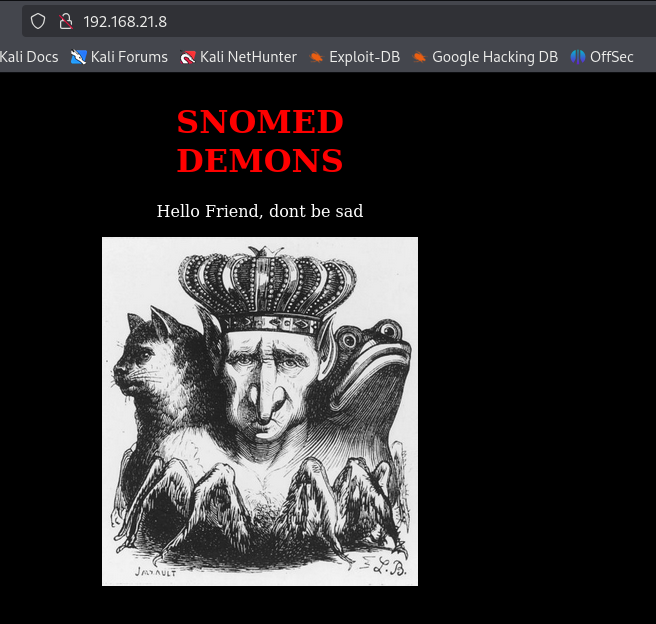 192.168.21.8
Kali Docs Kali Forums Kali NetHunter Exploit-DB Google Hacking DB OffSec
SNOMED
DEMONS
Hello Friend, dont be sad
L.B.